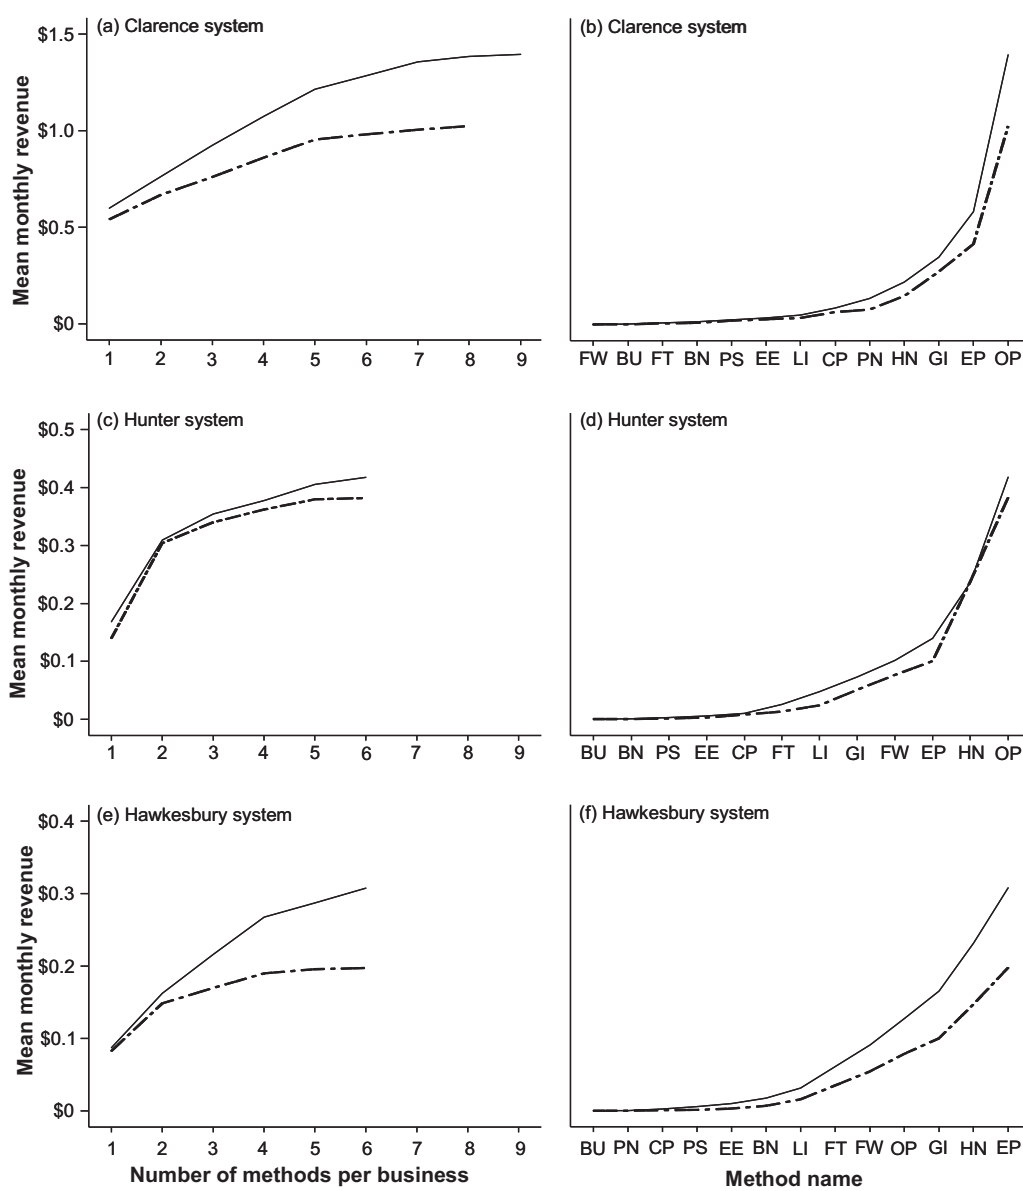 (a) Clarence system
Mean monthly revenue
$1.5
$1.0
$0.5
$0
1 2 3 4 5 6 7 8 9
(b) Clarence system
FW BU FT BN PS EE LI CP PN HN GI EP OP
(c) Hunter system
Mean monthly revenue
$0.5
$0.4
$0.3
$0.2
$0.1
$0
1 2 3 4 5 6 7 8 9
(d) Hunter system
BU BN PS EE CP FT LI GI FW EP HN OP
(e) Hawkesbury system
Mean monthly revenue
$0.4
$0.3
$0.2
$0.1
$0
1 2 3 4 5 6 7 8 9
Number of methods per business
(f) Hawkesbury system
BU PN CP PS EE BN LI FT FW OP GI HN EP
Method name